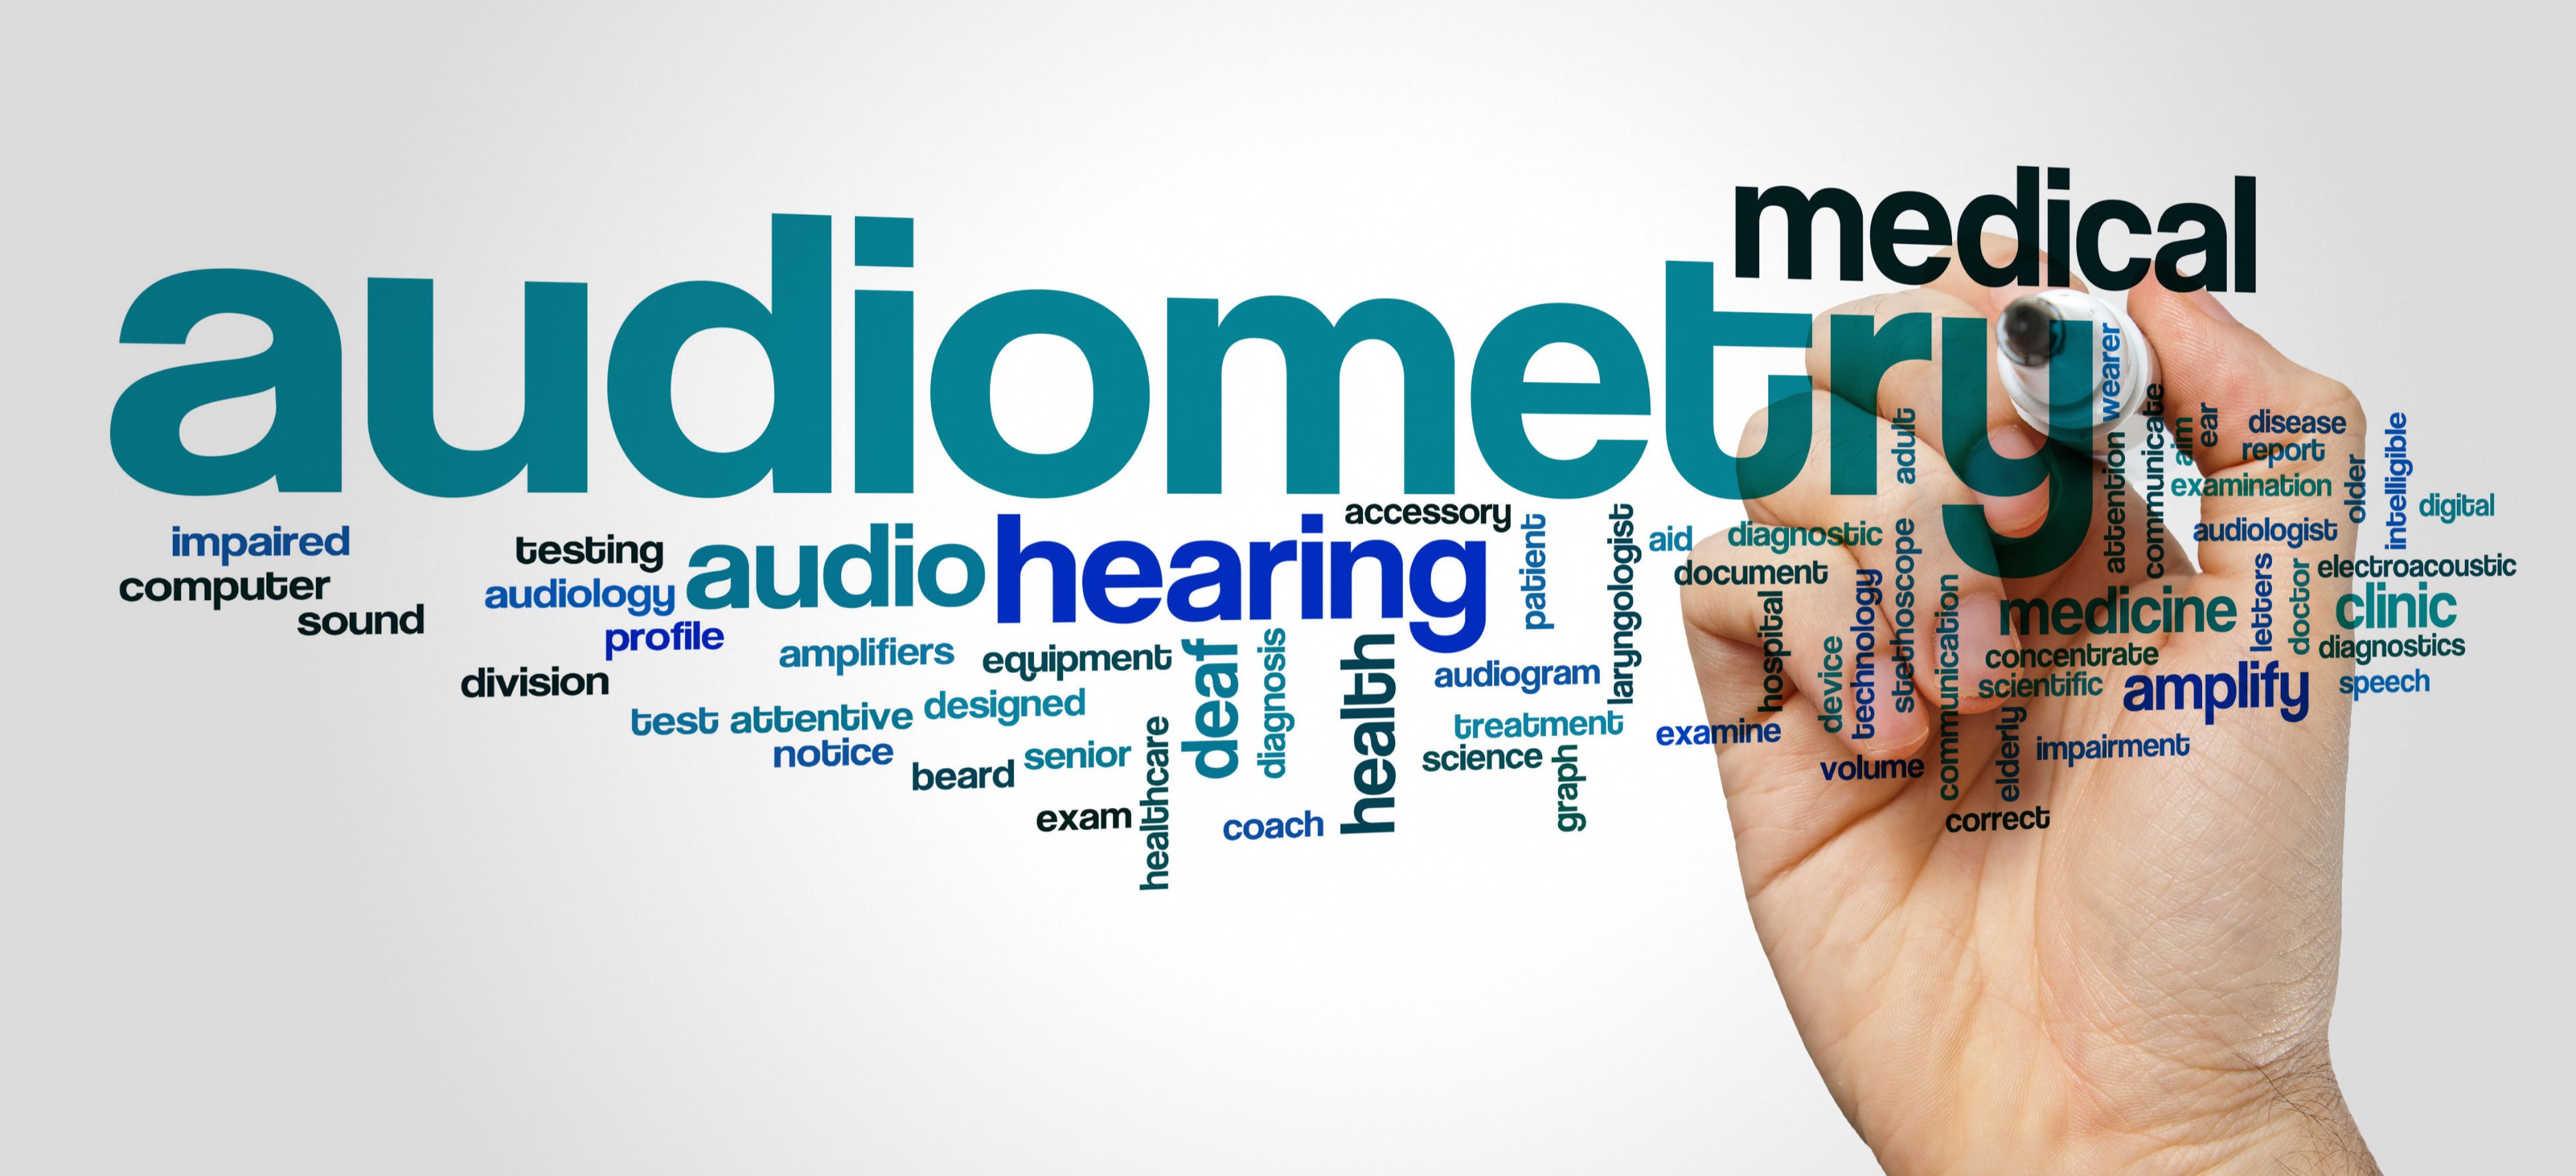 medical
audiometry
wearer
communicate
adult
aim
ear
disease
report
older
intelligible
attention
examination
digital
accessory
patient
laryngologist
impaired
testing
audio
hearing
aid
diagnostic
stethoscope
audiologist
computer
audiology
document
technology
electroacoustic
letters
doctor
sound
profile
hospital
communication
medicine
clinic
amplifiers
equipment
deaf
diagnosis
health
device
concentrate
diagnostics
division
designed
audiogram
scientific
amplify
speech
test
attentive
healthcare
treatment
examine
elderly
impairment
notice
beard
senior
science
graph
volume
exam
coach
correct